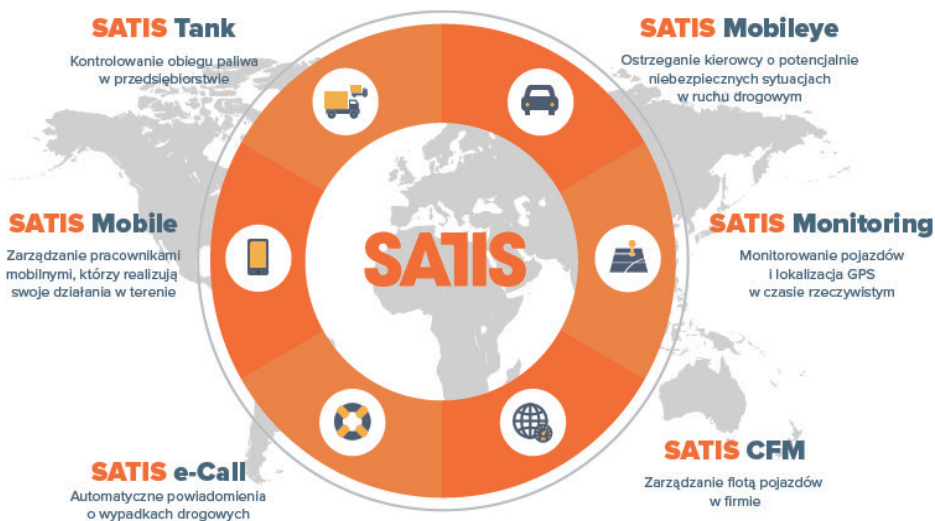 SATIS Tank
Kontrolowanie obiegu paliwa
w przedsiębiorstwie
SATIS Mobileye
Ostrzeganie kierowcy o potencjalnie
niebezpiecznych sytuacjach
w ruchu drogowym
SATIS Mobile
Zarządzanie pracownikami
mobilnymi, którzy realizują
swoje działania w terenie
SATIS
SATIS Monitoring
Monitorowanie pojazdów
i lokalizacja GPS
w czasie rzeczywistym
SATIS e-Call
Automatyczne powiadomienia
o wypadkach drogowych
SATIS CFM
Zarządzanie flotą pojazdów
w firmie